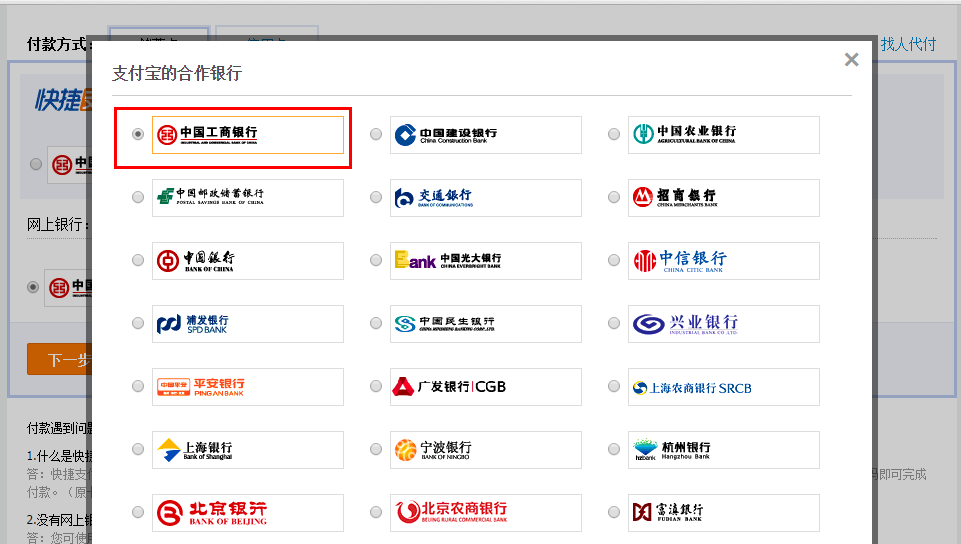 付款方式：
找人代付
支付宝的合作银行
×
快捷
中国工商银行
INDUSTRIAL AND COMMERCIAL BANK OF CHINA
中国建设银行
China Construction Bank
中国农业银行
AGRICULTURAL BANK OF CHINA
中国邮政储蓄银行
POSTAL SAVINGS BANK OF CHINA
交通银行
BANK OF COMMUNICATIONS
招商银行
CHINA MERCHANTS BANK
网上银行：
中国银行
BANK OF CHINA
Bank
中国光大银行
CHINA EVERBRIGHT BANK
中信银行
CHINA CITIC BANK
浦发银行
SPD BANK
中国民生银行
CHINA MINSHENG BANKING CORP.,LTD.
兴业银行
INDUSTRIAL BANK CO.,LTD.
下一步
中国平安
平安银行
PING AN BANK
广发银行|CGB
上海农商银行 SRCB
付款遇到问
上海银行
Bank of Shanghai
宁波银行
BANK OF NINGBO
hzbank
杭州银行
Hangzhou Bank
1.什么是快捷
答：快捷支
码即可完成
付款。（原
北京银行
BANK OF BEIJING
北京农商银行
BEIJING RURAL COMMERCIAL BANK
富滇银行
FUDIAN BANK
2.没有网上银
答：您可使用